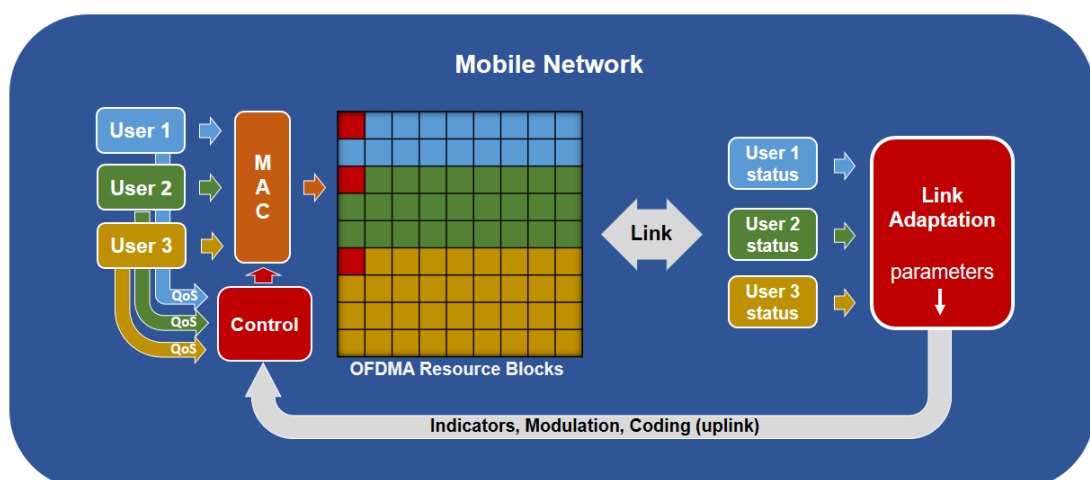 Mobile Network
User 1
User 2
User 3
M
A
C
QoS
QoS
QoS
Control
OFDMA Resource Blocks
Link
User 1
status
User 2
status
User 3
status
Link
Adaptation
parameters
Indicators, Modulation, Coding (uplink)